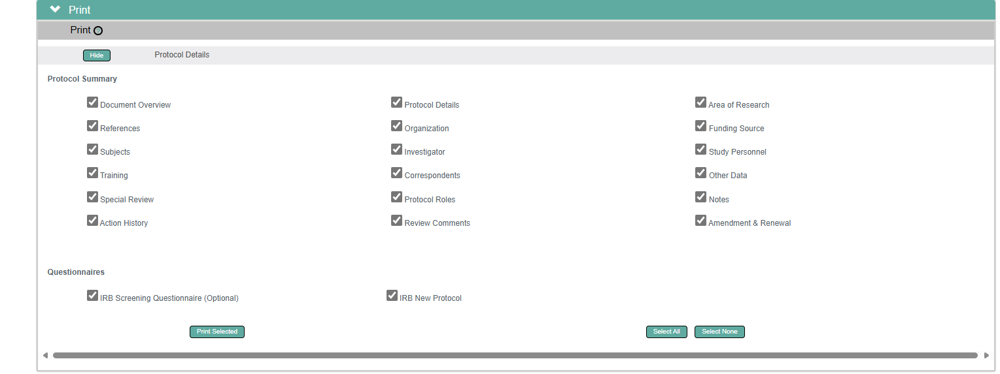 Print
Print ?
Hide Protocol Details
Protocol Summary
Document Overview Protocol Details Area of Research
References Organization Funding Source
Subjects Investigator Study Personnel
Training Correspondents Other Data
Special Review Protocol Roles Notes
Action History Review Comments Amendment & Renewal
Questionnaires
IRB Screening Questionnaire (Optional) IRB New Protocol
Print Selected Select All Select None